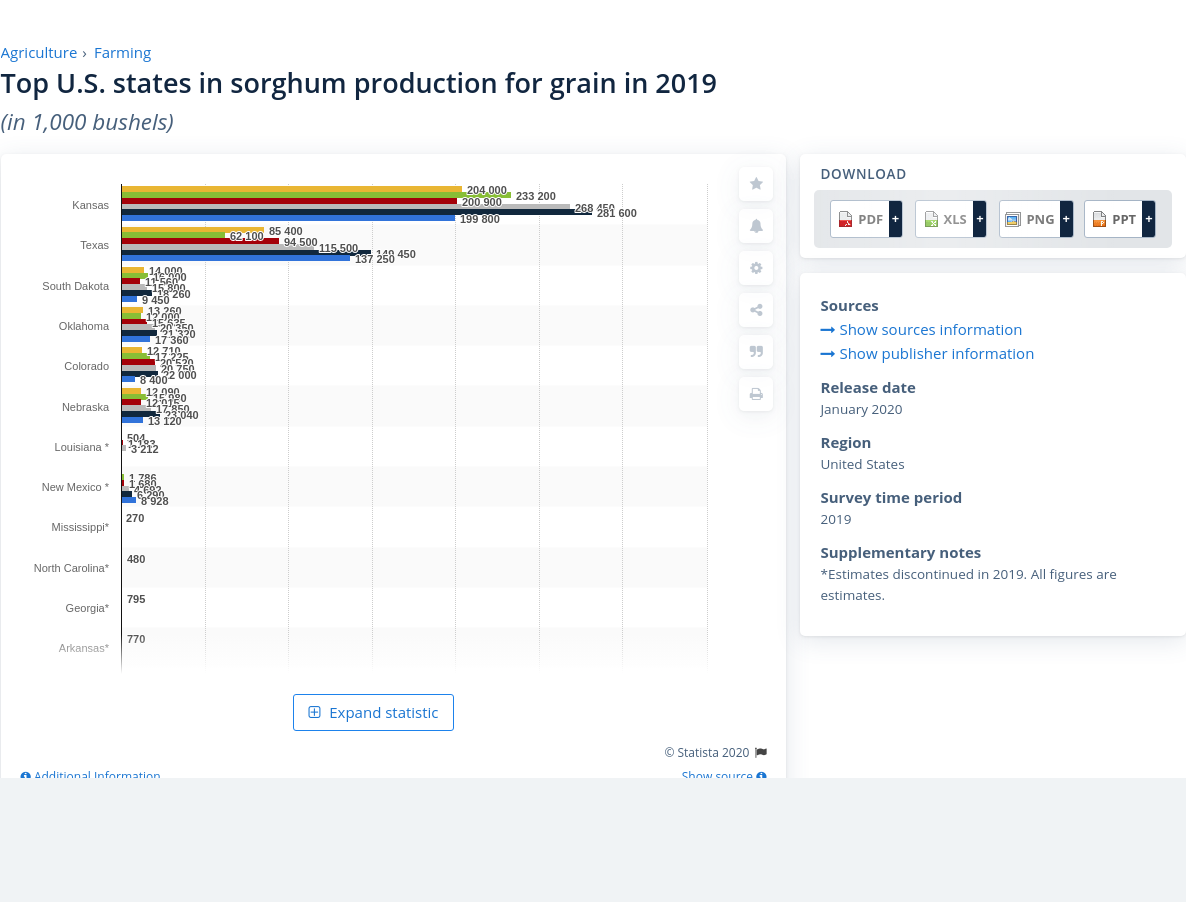 Agriculture › Farming
Top U.S. states in sorghum production for grain in 2019
(in 1,000 bushels)
Kansas
204 000
233 200
200 900
268 450
281 600
199 800
Texas
85 400
62 100
94 500
115 500
149 450
137 250
South Dakota
14 000
16 000
11 560
15 800
18 260
9 450
Oklahoma
13 260
12 000
15 635
20 350
21 320
17 360
Colorado
12 710
17 225
20 520
20 750
22 000
8 400
Nebraska
12 090
15 980
12 015
17 850
23 040
13 120
Louisiana *
504
1 183
3 212
New Mexico *
1 786
1 680
6 290
8 928
Mississippi*
270
North Carolina*
480
Georgia*
795
Arkansas*
770
Expand statistic
© Statista 2020
Additional Information
Show source
DOWNLOAD
PDF + XLS + PNG + PPT +
Sources
Show sources information
Show publisher information
Release date
January 2020
Region
United States
Survey time period
2019
Supplementary notes
*Estimates discontinued in 2019. All figures are
estimates.